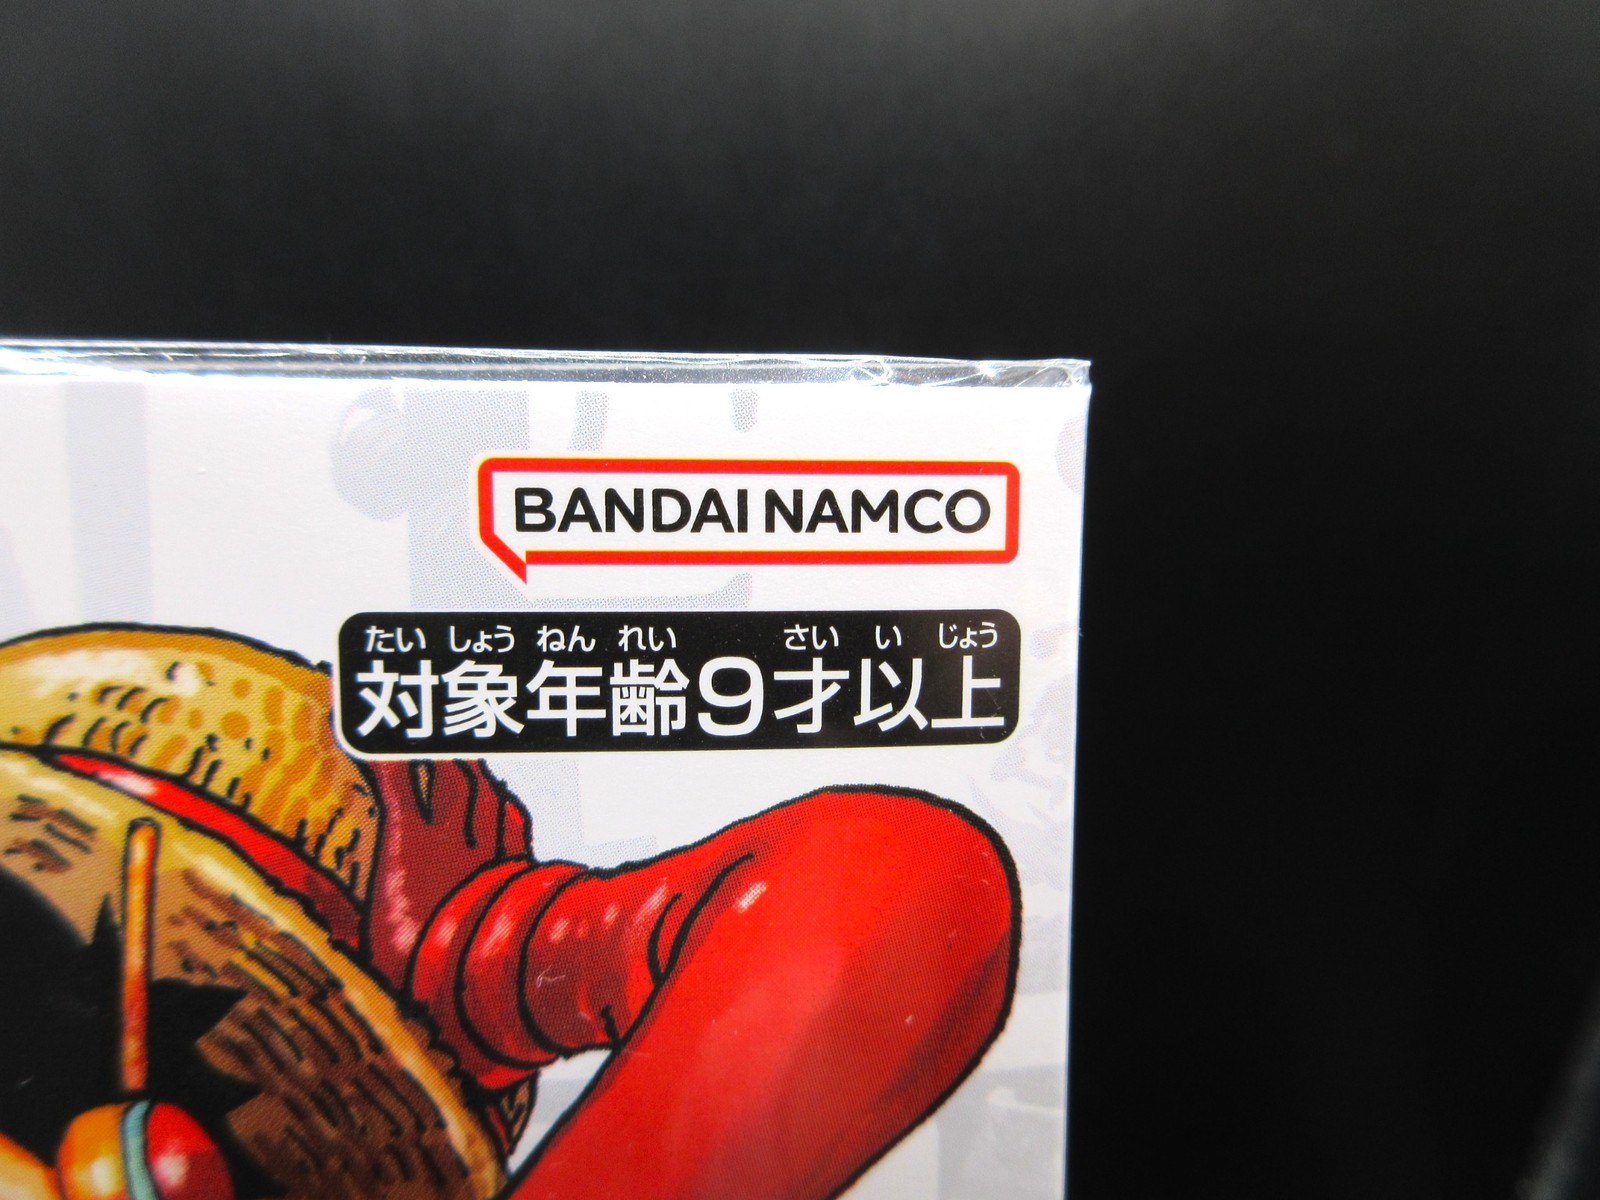 BANDAI NAMCO
たい しょう ねん れい さい い じょう
対象年齢9才以上